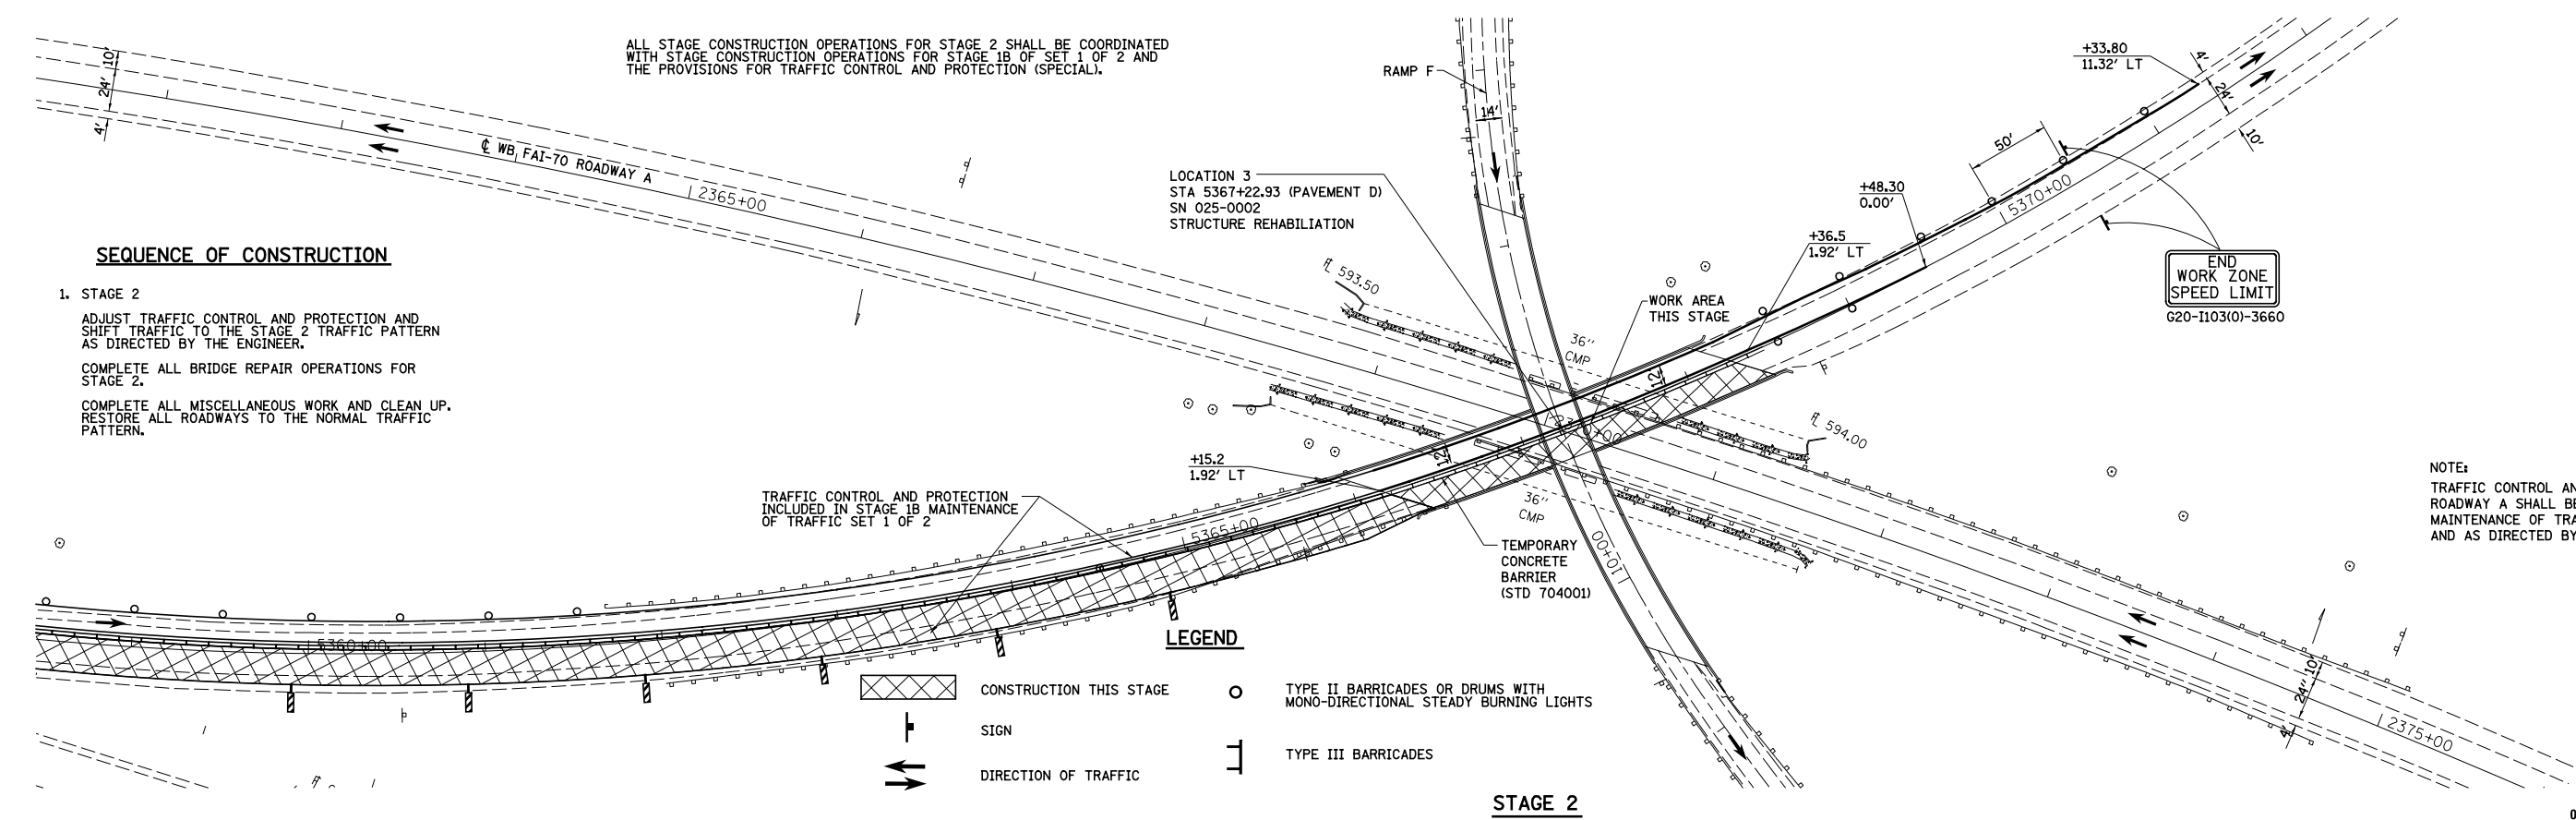 ALL STAGE CONSTRUCTION OPERATIONS FOR STAGE 2 SHALL BE COORDINATED
WITH STAGE CONSTRUCTION OPERATIONS FOR STAGE 1B OF SET 1 OF 2 AND
THE PROVISIONS FOR TRAFFIC CONTROL AND PROTECTION (SPECIAL).
10'
24'
4'
℄ WB FAI-70 ROADWAY A
2365+00
RAMP F
14'
+33.80
11.32' LT
4'
24'
10'
50'
LOCATION 3
STA 5367+22.93 (PAVEMENT D)
SN 025-0002
STRUCTURE REHABILIATION
+48.30
0.00'
5370+00
+36.5
1.92' LT
END
WORK ZONE
SPEED LIMIT
G20-I103(0)-3660
SEQUENCE OF CONSTRUCTION
1. STAGE 2
ADJUST TRAFFIC CONTROL AND PROTECTION AND
SHIFT TRAFFIC TO THE STAGE 2 TRAFFIC PATTERN
AS DIRECTED BY THE ENGINEER.
COMPLETE ALL BRIDGE REPAIR OPERATIONS FOR
STAGE 2.
COMPLETE ALL MISCELLANEOUS WORK AND CLEAN UP.
RESTORE ALL ROADWAYS TO THE NORMAL TRAFFIC
PATTERN.
593.50
WORK AREA
THIS STAGE
36"
CMP
12'
594.00
12'
+15.2
1.92' LT
36"
CMP
TRAFFIC CONTROL AND PROTECTION
INCLUDED IN STAGE 1B MAINTENANCE
OF TRAFFIC SET 1 OF 2
5365+00
TEMPORARY
CONCRETE
BARRIER
(STD 704001)
10+00
NOTE:
TRAFFIC CONTROL AN
ROADWAY A SHALL BE
MAINTENANCE OF TRA
AND AS DIRECTED BY
5360+00
LEGEND
CONSTRUCTION THIS STAGE
TYPE II BARRICADES OR DRUMS WITH
MONO-DIRECTIONAL STEADY BURNING LIGHTS
SIGN
TYPE III BARRICADES
DIRECTION OF TRAFFIC
10'
24'
4'
2375+00
STAGE 2